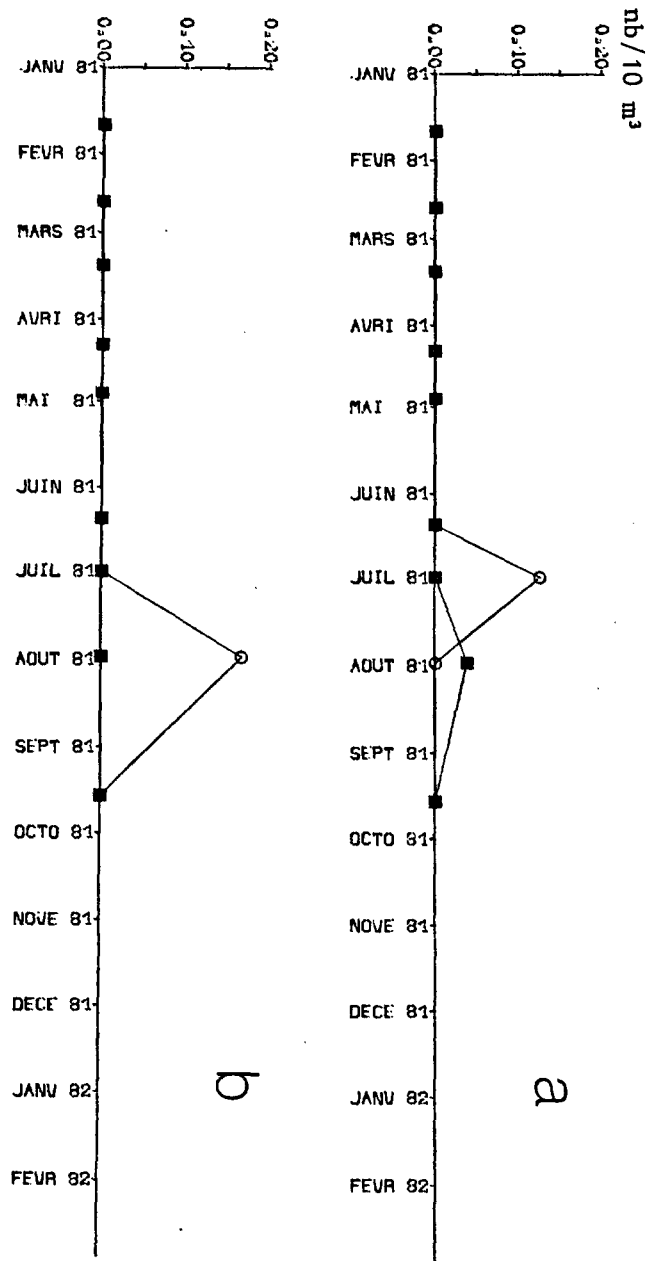 nb/10 m³
0.20
0.10
0.00
JANV 81
FEVR 81
MARS 81
AVRI 81
MAI 81
JUIN 81
JUIL 81
AOUT 81
SEPT 81
OCTO 81
NOVE 81
DECE 81
JANV 82
FEVR 82
a
0.20
0.10
0.00
JANV 81
FEVR 81
MARS 81
AVRI 81
MAI 81
JUIN 81
JUIL 81
AOUT 81
SEPT 81
OCTO 81
NOVE 81
DECE 81
JANV 82
FEVR 82
b